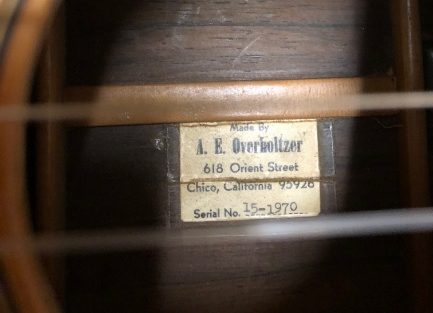 Made By
A. E. Overholtzer
618 Orient Street
Chico, California 95926
Serial No. 15-1970